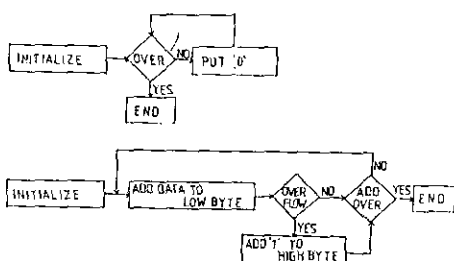 INITIALIZE
OVER
NO
PUT '0'
YES
END
NO
INITIALIZE
ADD DATA TO
LOW BYTE
OVER
FLOW
NO
ADD
OVER
YES
END
YES
ADD '1' TO
HIGH BYTE